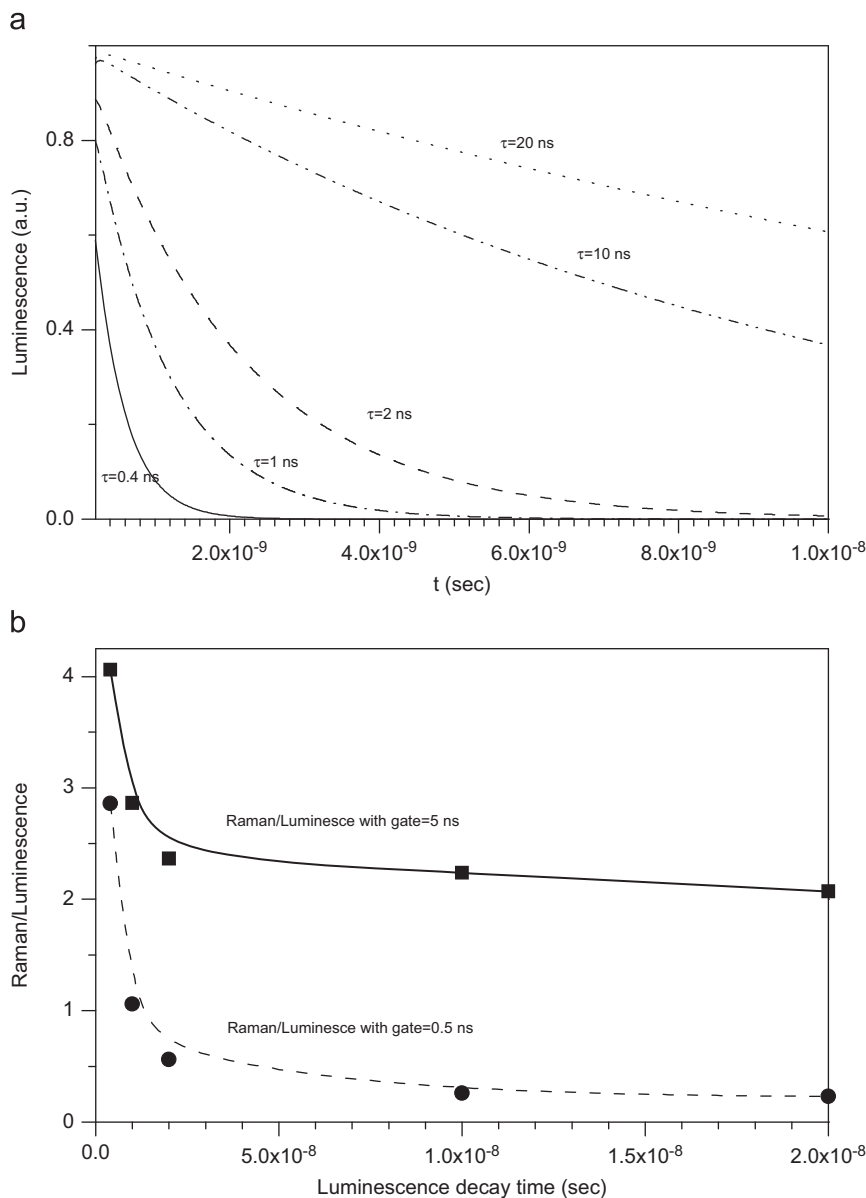 a
0.8
0.4
0.0
Luminescence (a.u.)
τ=20 ns
τ=10 ns
τ=2 ns
τ=1 ns
τ=0.4 ns
2.0x10⁻⁹ 4.0x10⁻⁹ 6.0x10⁻⁹ 8.0x10⁻⁹ 1.0x10⁻⁸
t (sec)
b
4
3
2
1
0
Raman/Luminescence
Raman/Luminesce with gate=5 ns
Raman/Luminesce with gate=0.5 ns
0.0 5.0x10⁻⁸ 1.0x10⁻⁸ 1.5x10⁻⁸ 2.0x10⁻⁸
Luminescence decay time (sec)